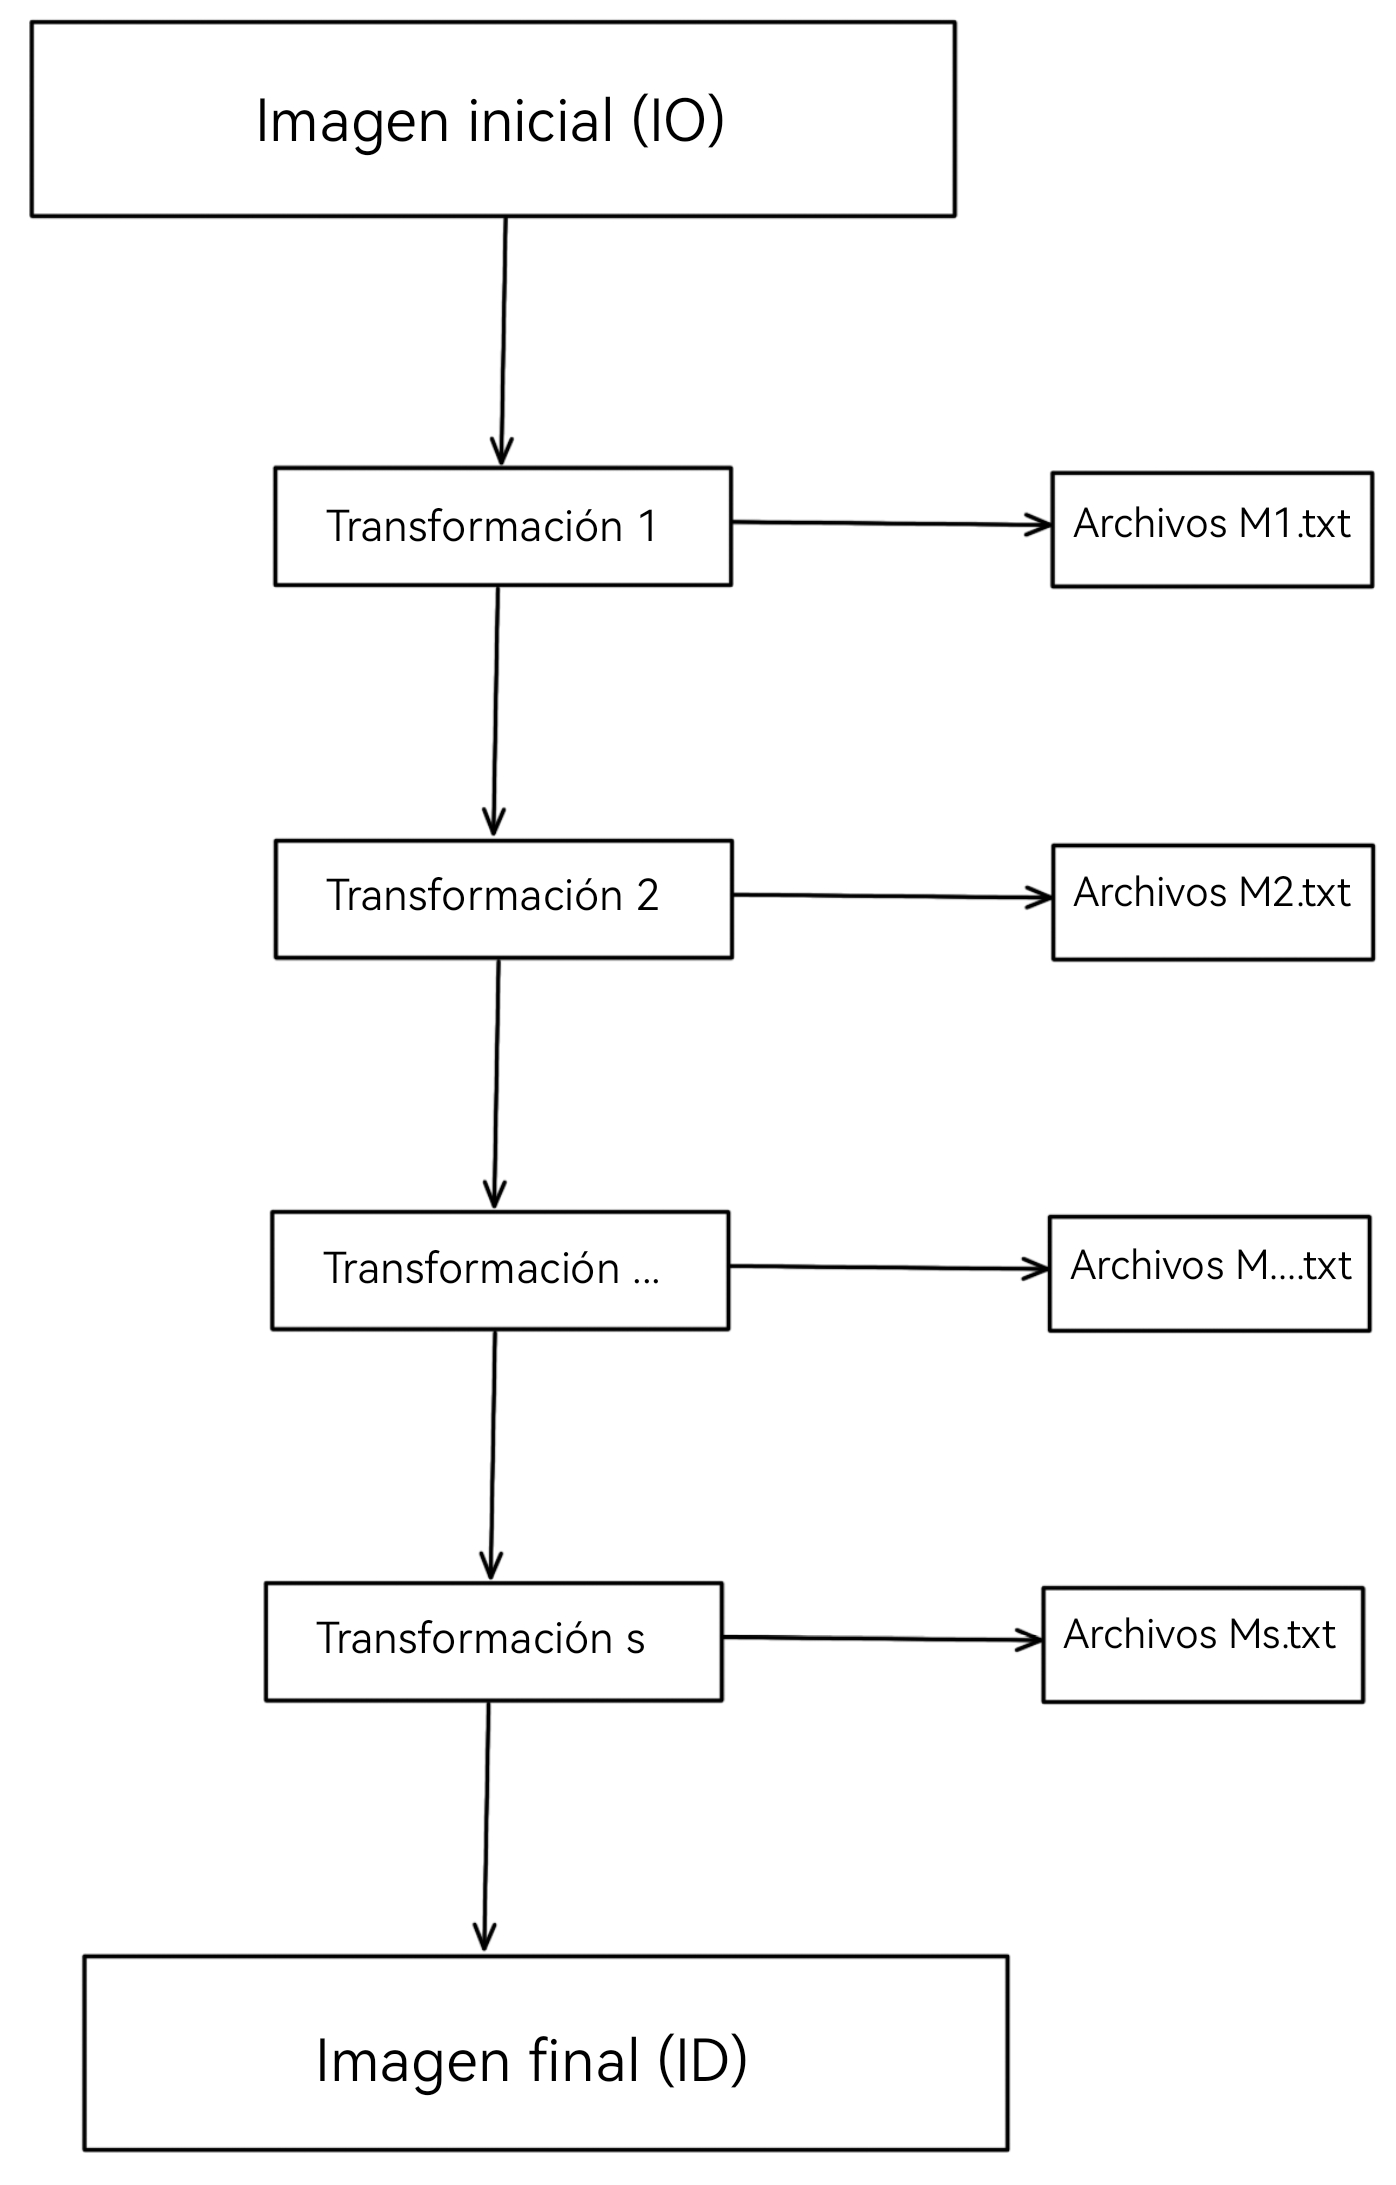 Imagen inicial (IO)
Transformación 1
Archivos M1.txt
Transformación 2
Archivos M2.txt
Transformación ...
Archivos M....txt
Transformación s
Archivos Ms.txt
Imagen final (ID)